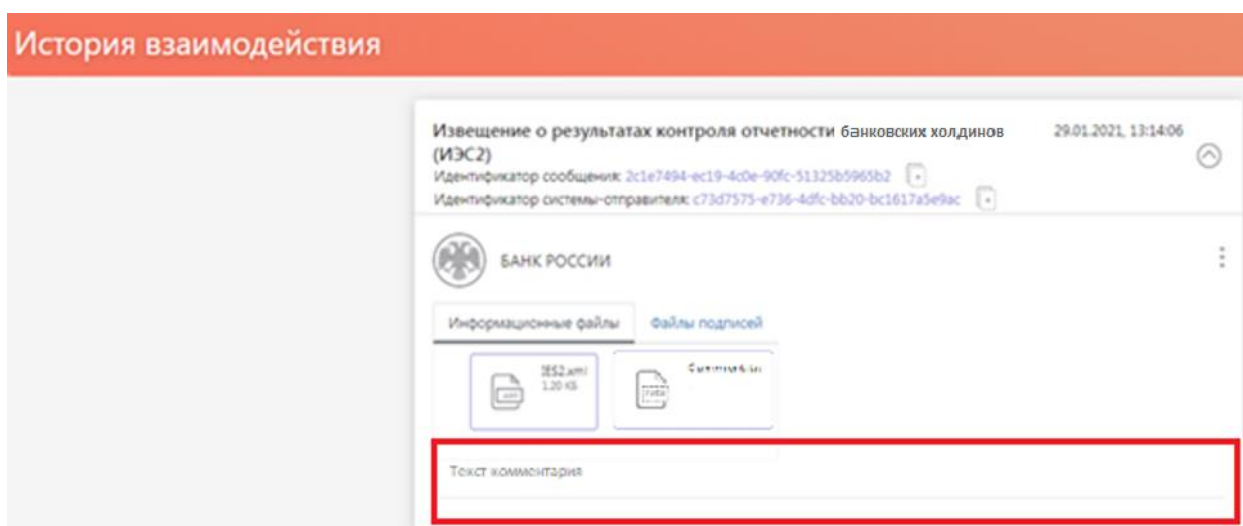 История взаимодействия
Извещение о результатах контроля отчетности банковских холдинов
29.01.2021, 13:14:06
(ИЭС2)
Идентификатор сообщения: 2c1e7494-ec19-4c0e-90fc-51325b5965b2
Идентификатор системы-отправителя: c73d7575-e736-4dfc-bb20-bc1617a5e9ac
БАНК РОССИИ
Информационные файлы
Файлы подписей
IES2.xml
1.20 КБ
Текст комментария